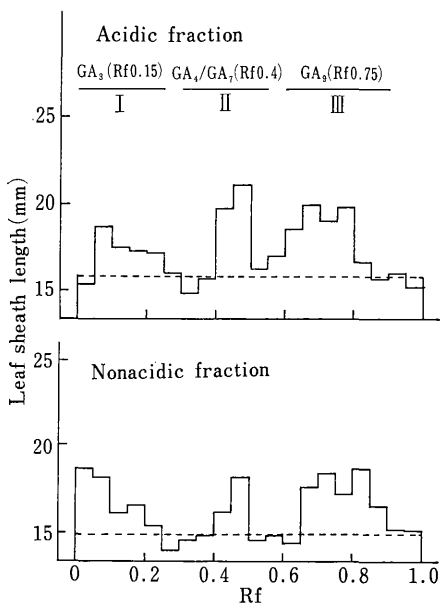 Acidic fraction
GA₃(Rf0.15) GA₄/GA₇(Rf0.4) GA₉(Rf0.75)
I II III
25
20
15
Leaf sheath length(mm)
Nonacidic fraction
25
20
15
0 0.2 0.4 0.6 0.8 1.0
Rf